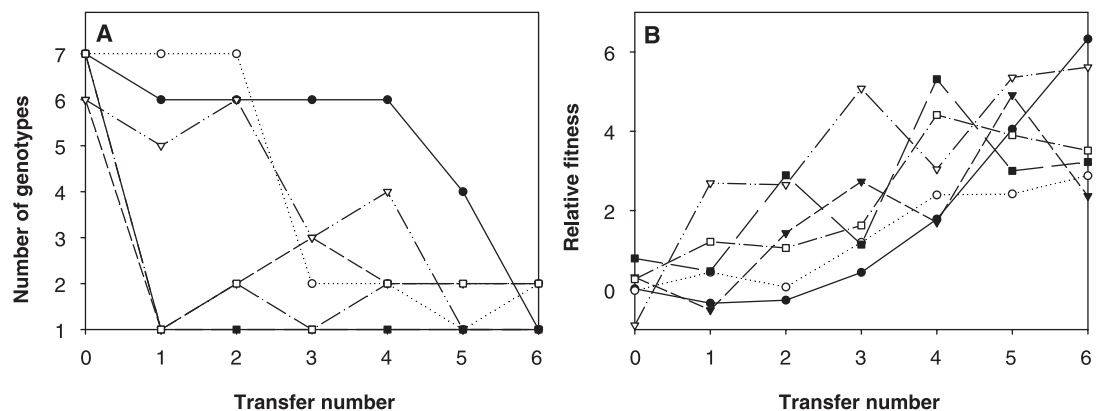 A
7
6
5
4
3
2
1
0 1 2 3 4 5 6
Number of genotypes
Transfer number
B
6
4
2
0
0 1 2 3 4 5 6
Relative fitness
Transfer number